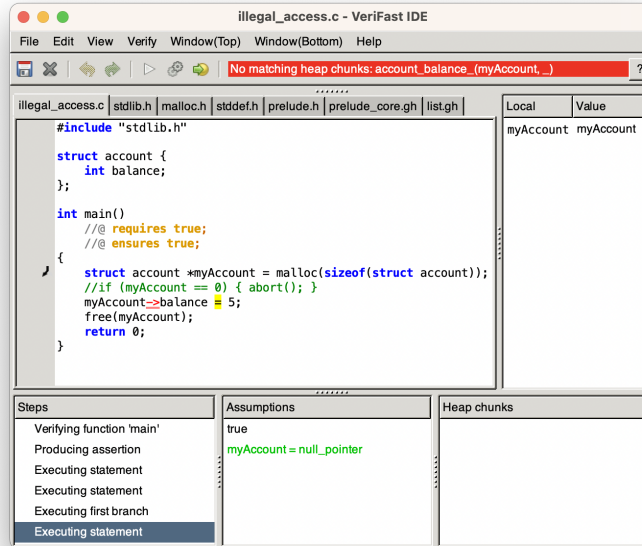 illegal_access.c - VeriFast IDE
File Edit View Verify Window(Top) Window(Bottom) Help
No matching heap chunks: account_balance_(myAccount, _) ?
illegal_access.c stdlib.h malloc.h stddef.h prelude.h prelude_core.gh list.gh
Local Value
myAccount myAccount
#include "stdlib.h"
struct account {
int balance;
};
int main()
//@ requires true;
//@ ensures true;
{
struct account *myAccount = malloc(sizeof(struct account));
//if (myAccount == 0) { abort(); }
myAccount->balance = 5;
free(myAccount);
return 0;
}
Steps
Verifying function 'main'
Producing assertion
Executing statement
Executing statement
Executing first branch
Executing statement
Assumptions
true
myAccount = null_pointer
Heap chunks